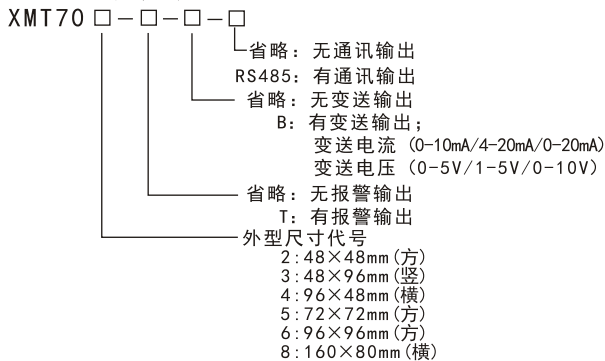 XMT70□-□-□-□
省略：无通讯输出
RS485：有通讯输出
省略：无变送输出
B：有变送输出；
变送电流（0-10mA/4-20mA/0-20mA）
变送电压（0-5V/1-5V/0-10V）
省略：无报警输出
T：有报警输出
外型尺寸代号
2:48×48mm(方)
3:48×96mm(竖)
4:96×48mm(横)
5:72×72mm(方)
6:96×96mm(方)
8:160×80mm(横)